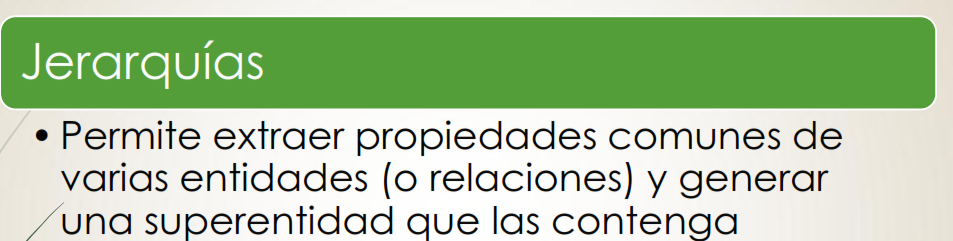 Jerarquías
• Permite extraer propiedades comunes de
varias entidades (o relaciones) y generar
una superentidad que las contenga